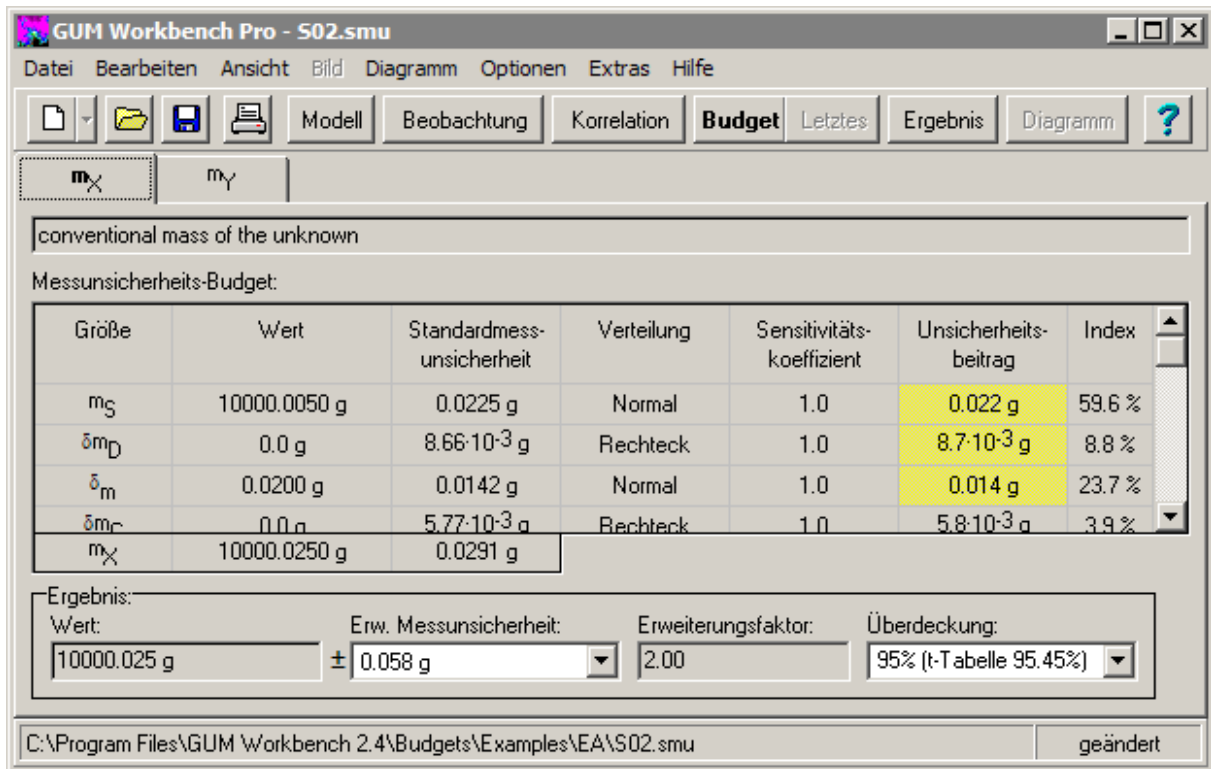 GUM Workbench Pro - S02.smu
Datei Bearbeiten Ansicht Bild Diagramm Optionen Extras Hilfe
Modell Beobachtung Korrelation Budget Letztes Ergebnis Diagramm ?
mX mY
conventional mass of the unknown
Messunsicherheits-Budget:
Größe Wert Standardmess- Verteilung Sensitivitäts- Unsicherheits- Index
unsicherheit koeffizient beitrag
mS 10000.0050 g 0.0225 g Normal 1.0 0.022 g 59.6 %
δmD 0.0 g 8.66·10-3 g Rechteck 1.0 8.7·10-3 g 8.8 %
δm 0.0200 g 0.0142 g Normal 1.0 0.014 g 23.7 %
δmC 0.0 g 5.77·10-3 g Rechteck 1.0 5.8·10-3 g 3.9 %
mX 10000.0250 g 0.0291 g
Ergebnis:
Wert: Erw. Messunsicherheit: Erweiterungsfaktor: Überdeckung:
10000.025 g ± 0.058 g 2.00 95% (t-Tabelle 95.45%)
C:\Program Files\GUM Workbench 2.4\Budgets\Examples\EA\S02.smu geändert